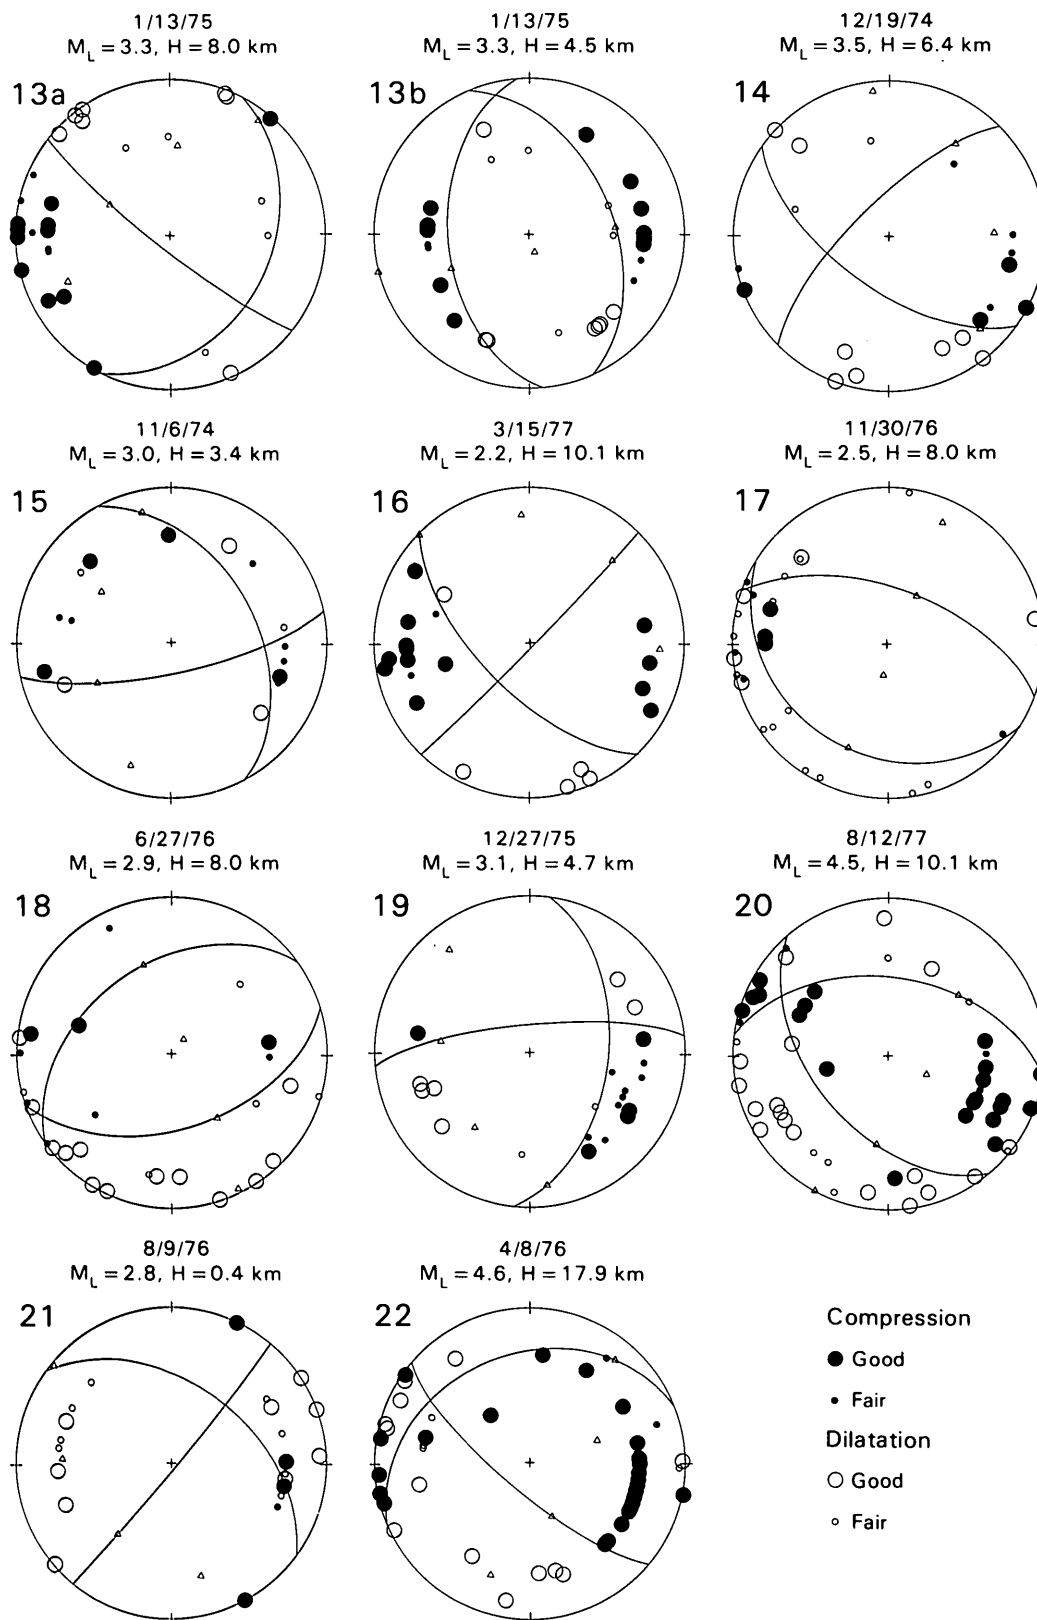 1/13/75
M_L = 3.3, H = 8.0 km
13a
1/13/75
M_L = 3.3, H = 4.5 km
13b
12/19/74
M_L = 3.5, H = 6.4 km
14
11/6/74
M_L = 3.0, H = 3.4 km
15
3/15/77
M_L = 2.2, H = 10.1 km
16
11/30/76
M_L = 2.5, H = 8.0 km
17
6/27/76
M_L = 2.9, H = 8.0 km
18
12/27/75
M_L = 3.1, H = 4.7 km
19
8/12/77
M_L = 4.5, H = 10.1 km
20
8/9/76
M_L = 2.8, H = 0.4 km
21
4/8/76
M_L = 4.6, H = 17.9 km
22
Compression
Good
Fair
Dilatation
Good
Fair